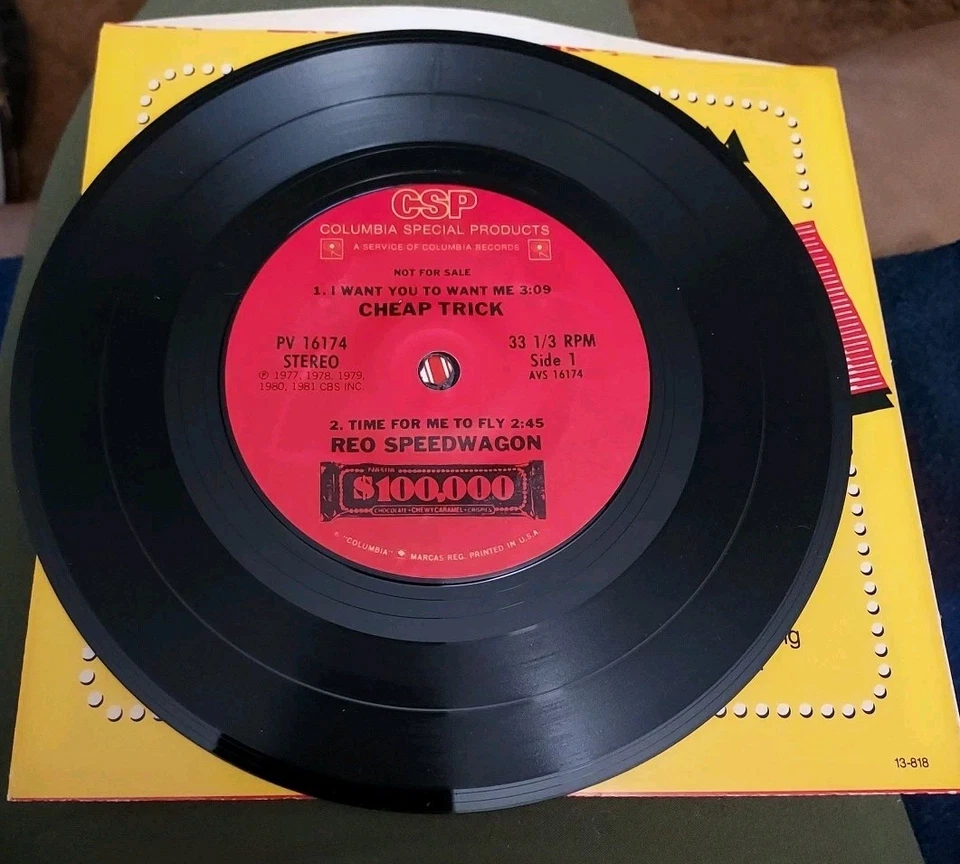 CSP
COLUMBIA SPECIAL PRODUCTS
A SERVICE OF COLUMBIA RECORDS
NOT FOR SALE
1. I WANT YOU TO WANT ME 3:09
CHEAP TRICK
PV 16174
STEREO
℗ 1977, 1978, 1979,
1980, 1981 CBS INC.
33 1/3 RPM
Side 1
AVS 16174
2. TIME FOR ME TO FLY 2:45
REO SPEEDWAGON
$100,000
CHOCOLATE • CHEWY CARAMEL • CRISPIES
"COLUMBIA" MARCAS REG. PRINTED IN U.S.A.
13-818